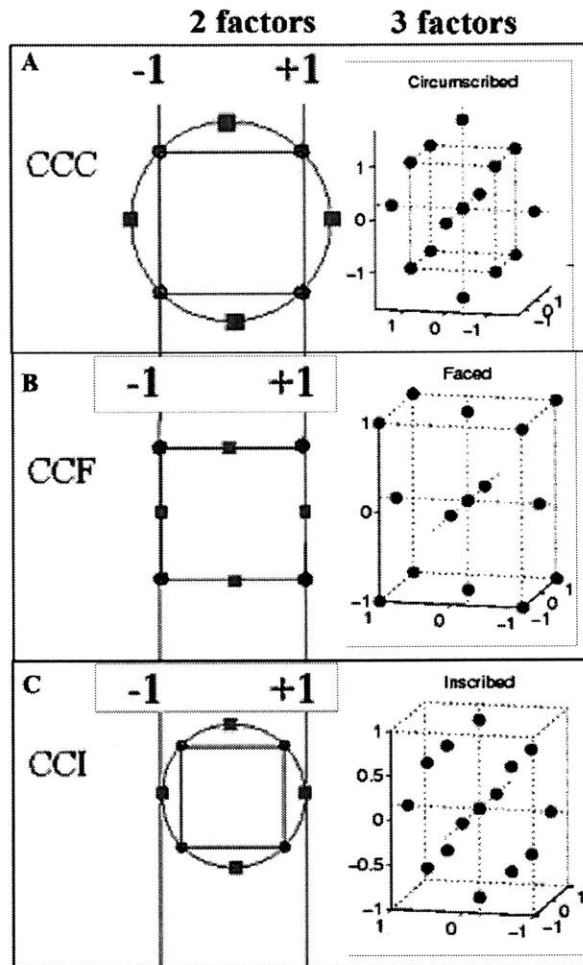 2 factors 3 factors
A
-1 +1
CCC
Circumscribed
1
0
-1
1 0 -1
-1 0 1
B
-1 +1
CCF
Faced
1
0
-1
1 0 -1
-1 0 1
C
-1 +1
CCI
Inscribed
1
0.5
0
-0.5
-1
1 0 -1
-1 0 1